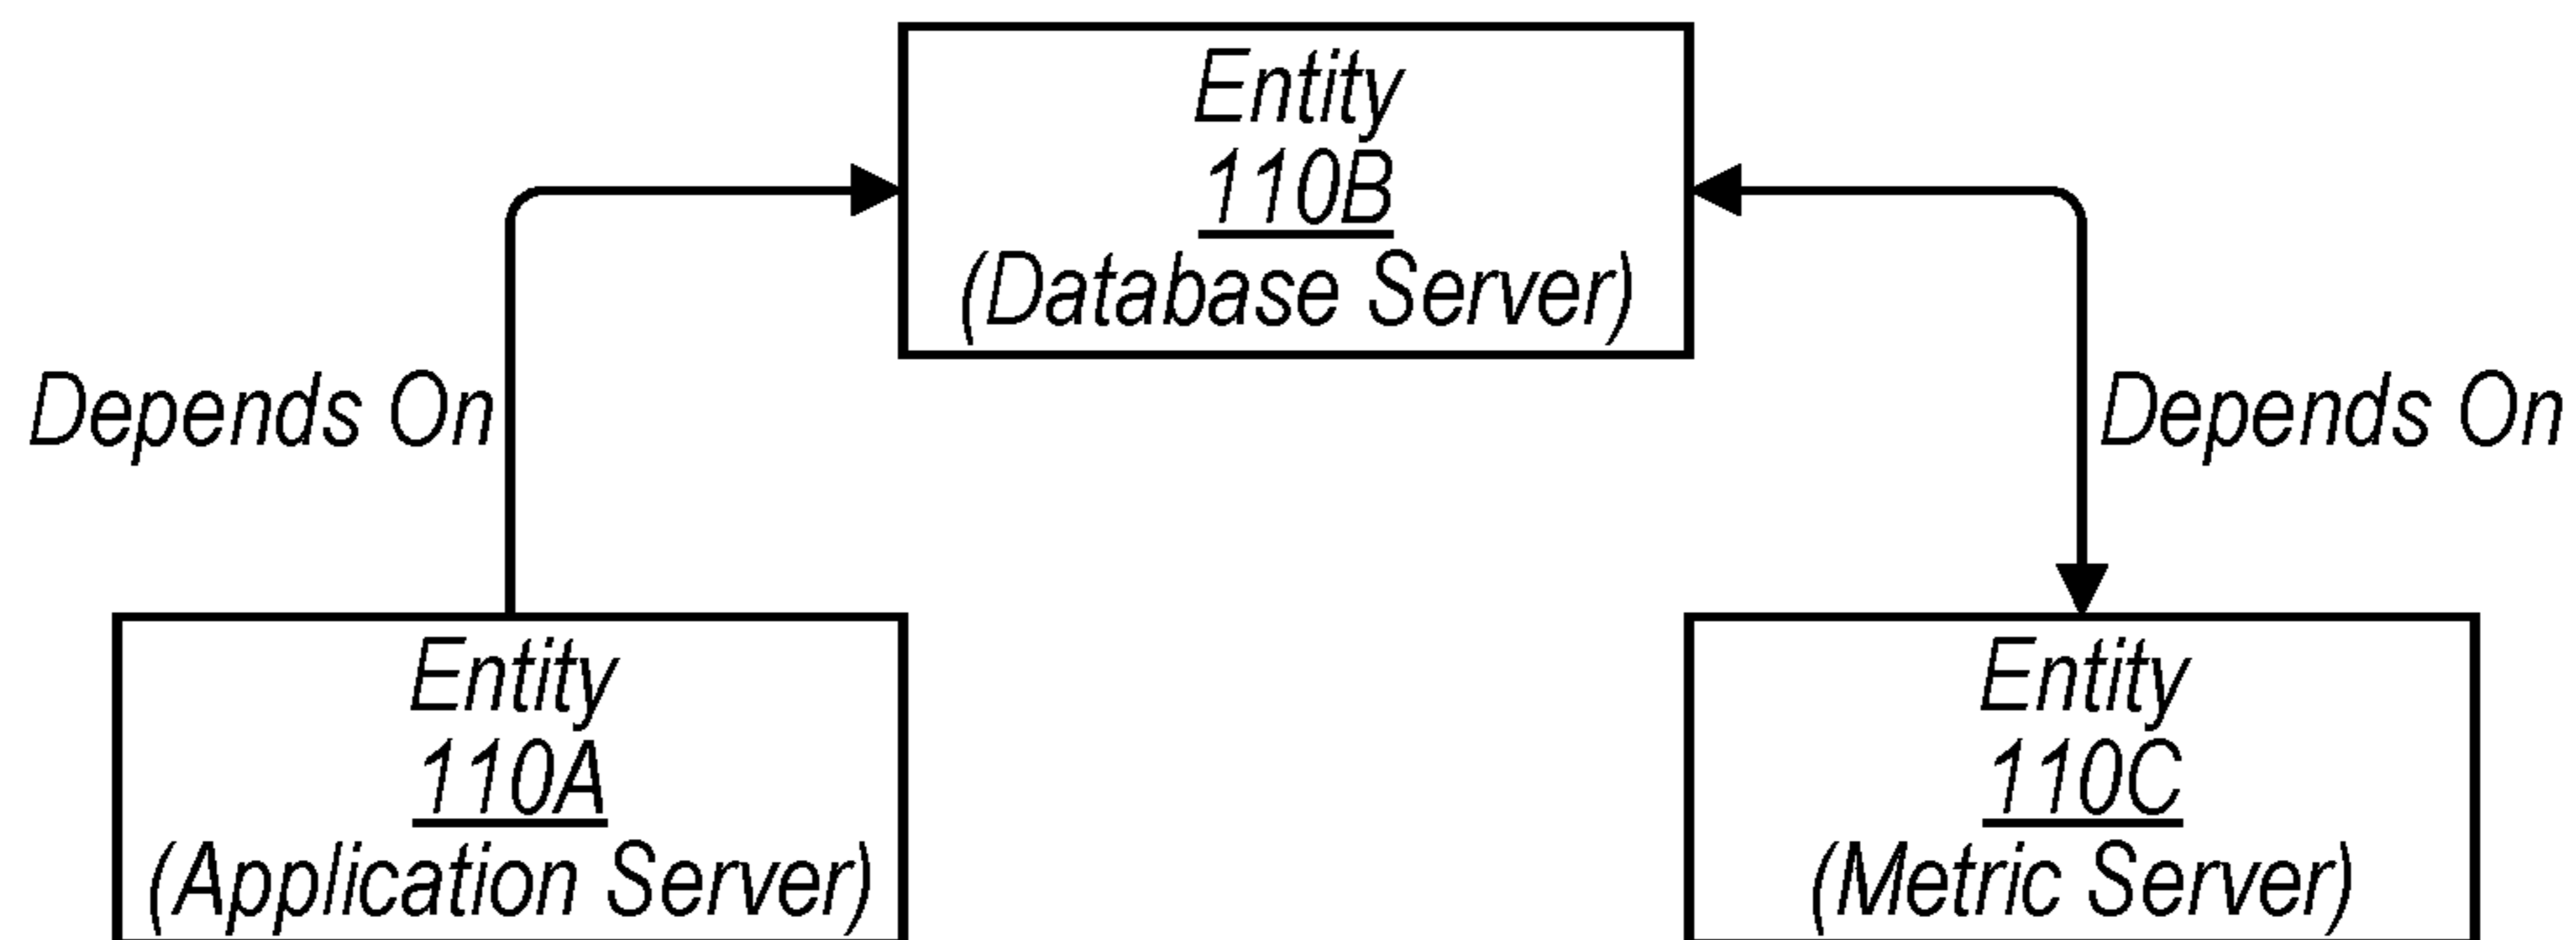 Entity
110B
(Database Server)
Depends On
Depends On
Entity
110A
(Application Server)
Entity
110C
(Metric Server)